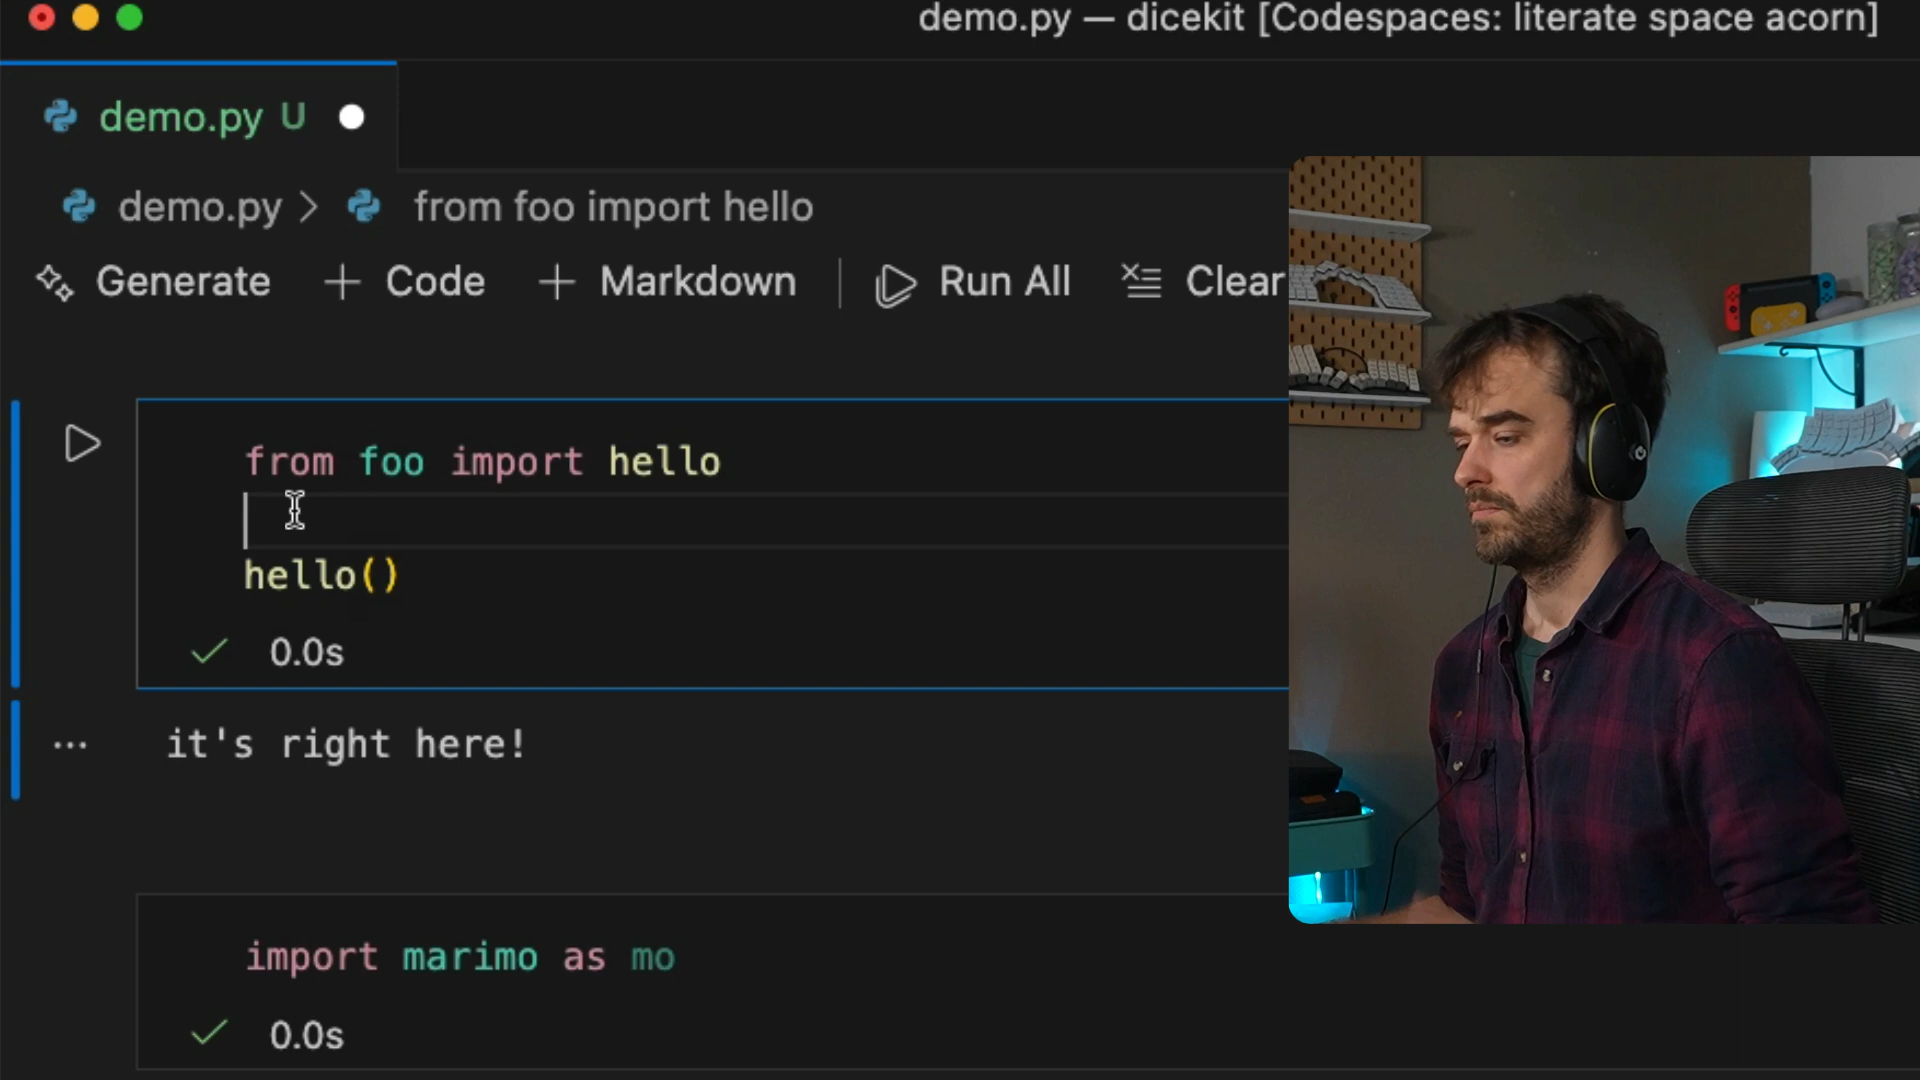 demo.py — dicekit [Codespaces: literate space acorn]
demo.py U
demo.py > from foo import hello
Generate + Code + Markdown | Run All Clear
from foo import hello
hello()
0.0s
... it's right here!
import marimo as mo
0.0s